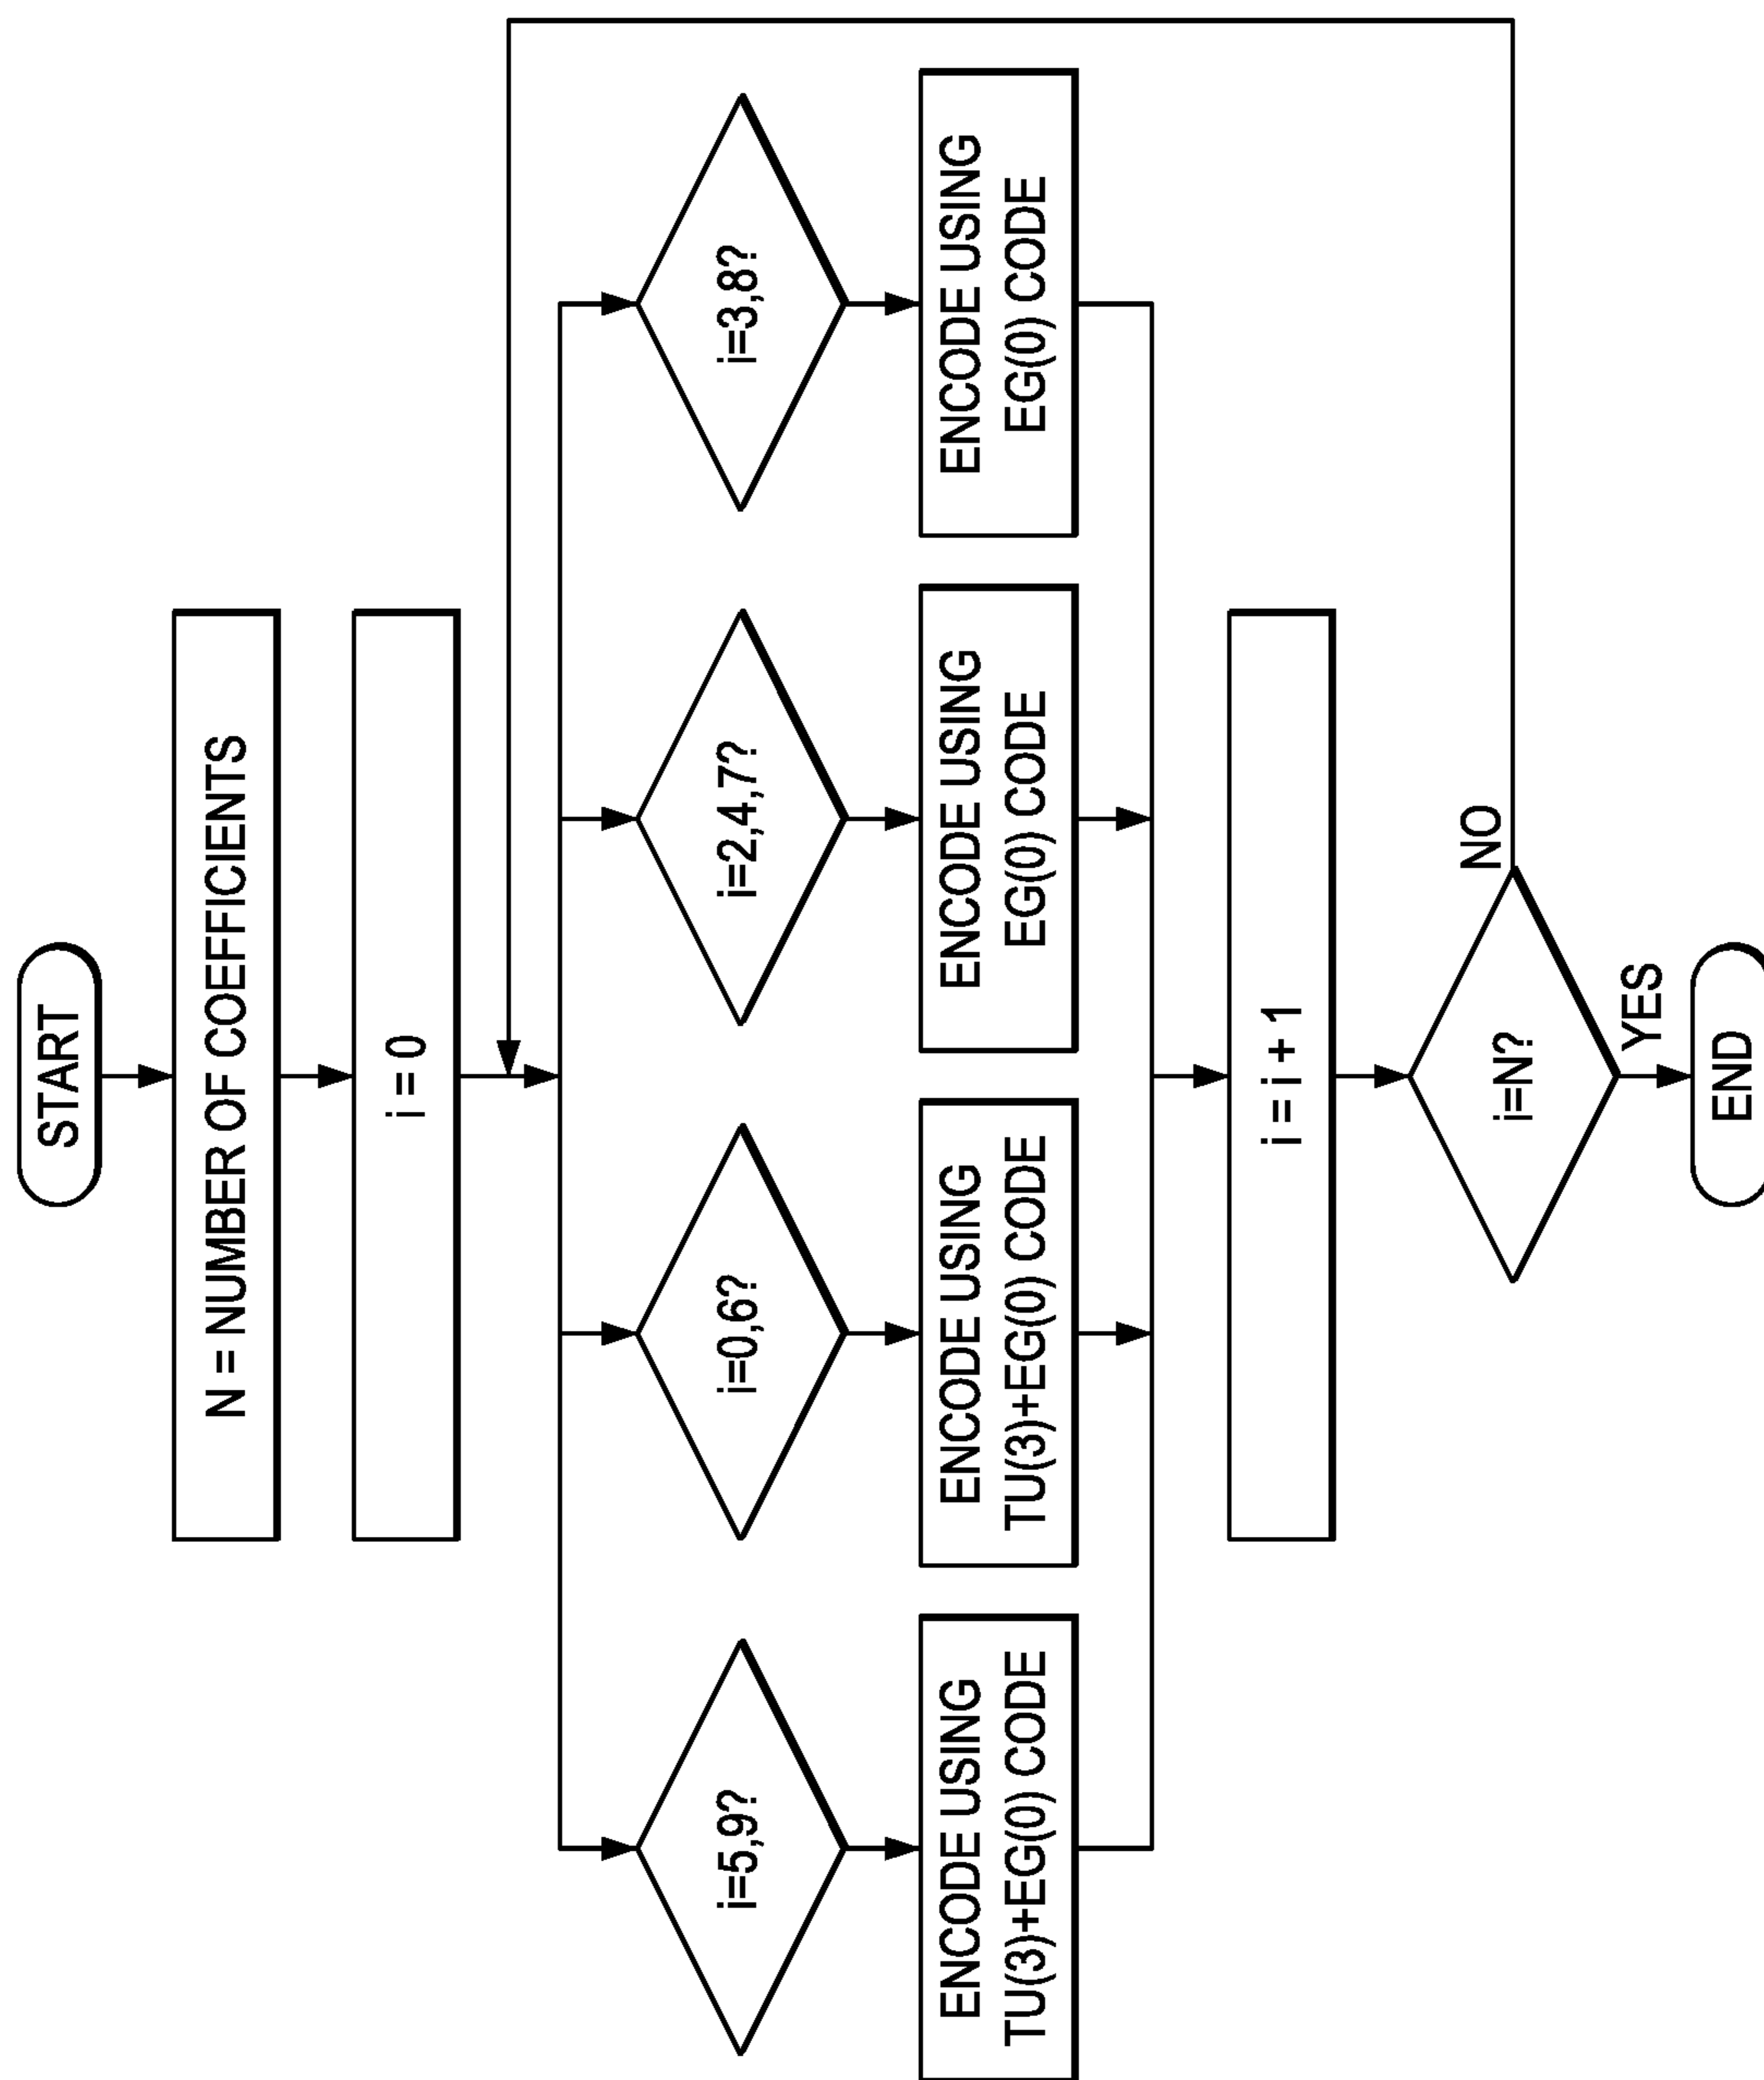 START
N = NUMBER OF COEFFICIENTS
i = 0
i=5,9?
i=0,6?
i=2,4,7?
i=3,8?
ENCODE USING
TU(3)+EG(0) CODE
ENCODE USING
TU(3)+EG(0) CODE
ENCODE USING
EG(0) CODE
ENCODE USING
EG(0) CODE
i = i + 1
i=N?
NO
YES
END